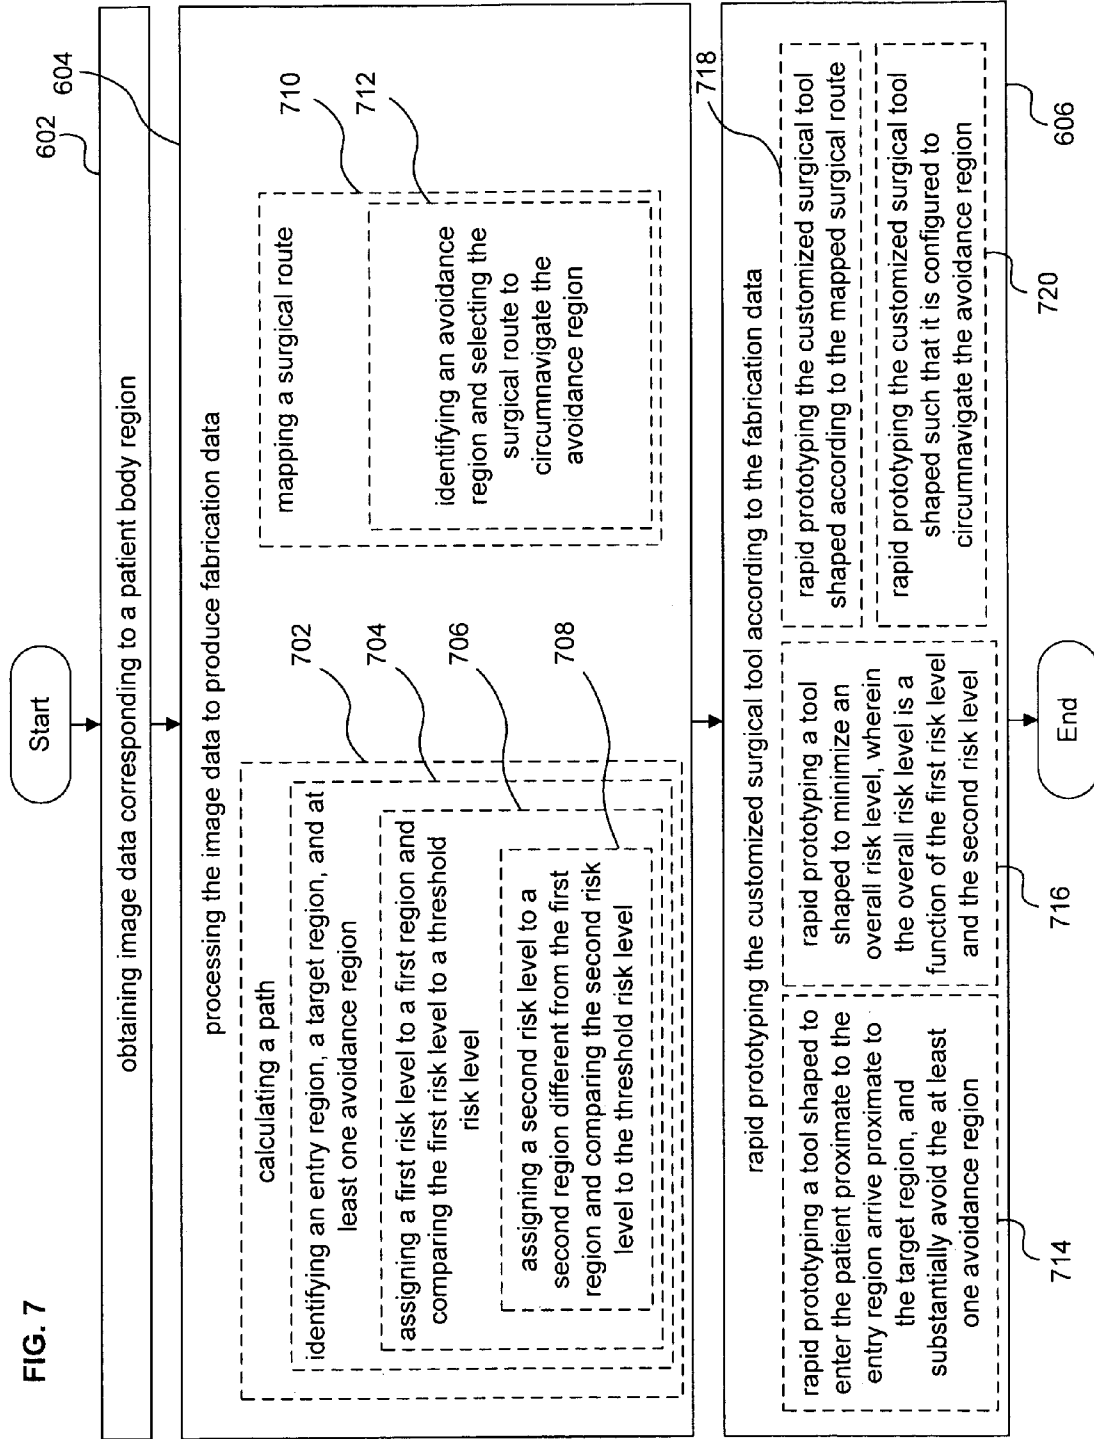 FIG. 7
Start
602
obtaining image data corresponding to a patient body region
604
processing the image data to produce fabrication data
702
calculating a path
704
identifying an entry region, a target region, and at
least one avoidance region
706
assigning a first risk level to a first region and
comparing the first risk level to a threshold
risk level
708
assigning a second risk level to a
second region different from the first
region and comparing the second risk
level to the threshold risk level
710
mapping a surgical route
712
identifying an avoidance
region and selecting the
surgical route to
circumnavigate the
avoidance region
rapid prototyping the customized surgical tool according to the fabrication data
rapid prototyping a tool shaped to
enter the patient proximate to the
entry region arrive proximate to
the target region, and
substantially avoid the at least
one avoidance region
714
rapid prototyping a tool
shaped to minimize an
overall risk level, wherein
the overall risk level is a
function of the first risk level
and the second risk level
716
718
rapid prototyping the customized surgical tool
shaped according to the mapped surgical route
rapid prototyping the customized surgical tool
shaped such that it is configured to
circumnavigate the avoidance region
720
606
End